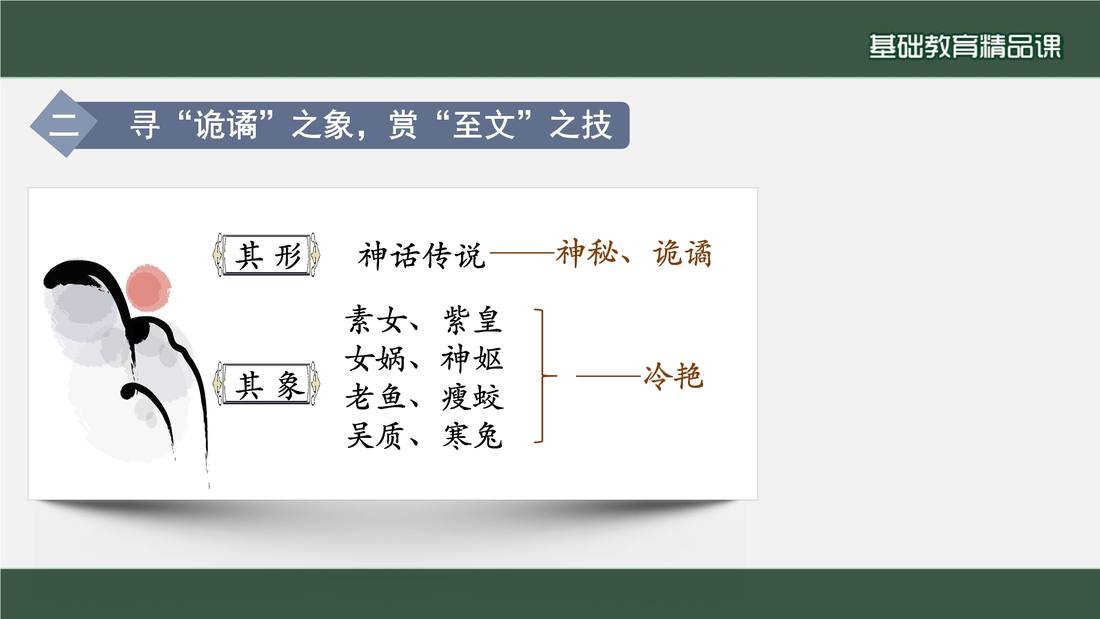 基础教育精品课
二 寻“诡谲”之象，赏“至文”之技
其形 神话传说——神秘、诡谲
素女、紫皇
女娲、神妪
其象 老鱼、瘦蛟 ——冷艳
吴质、寒兔